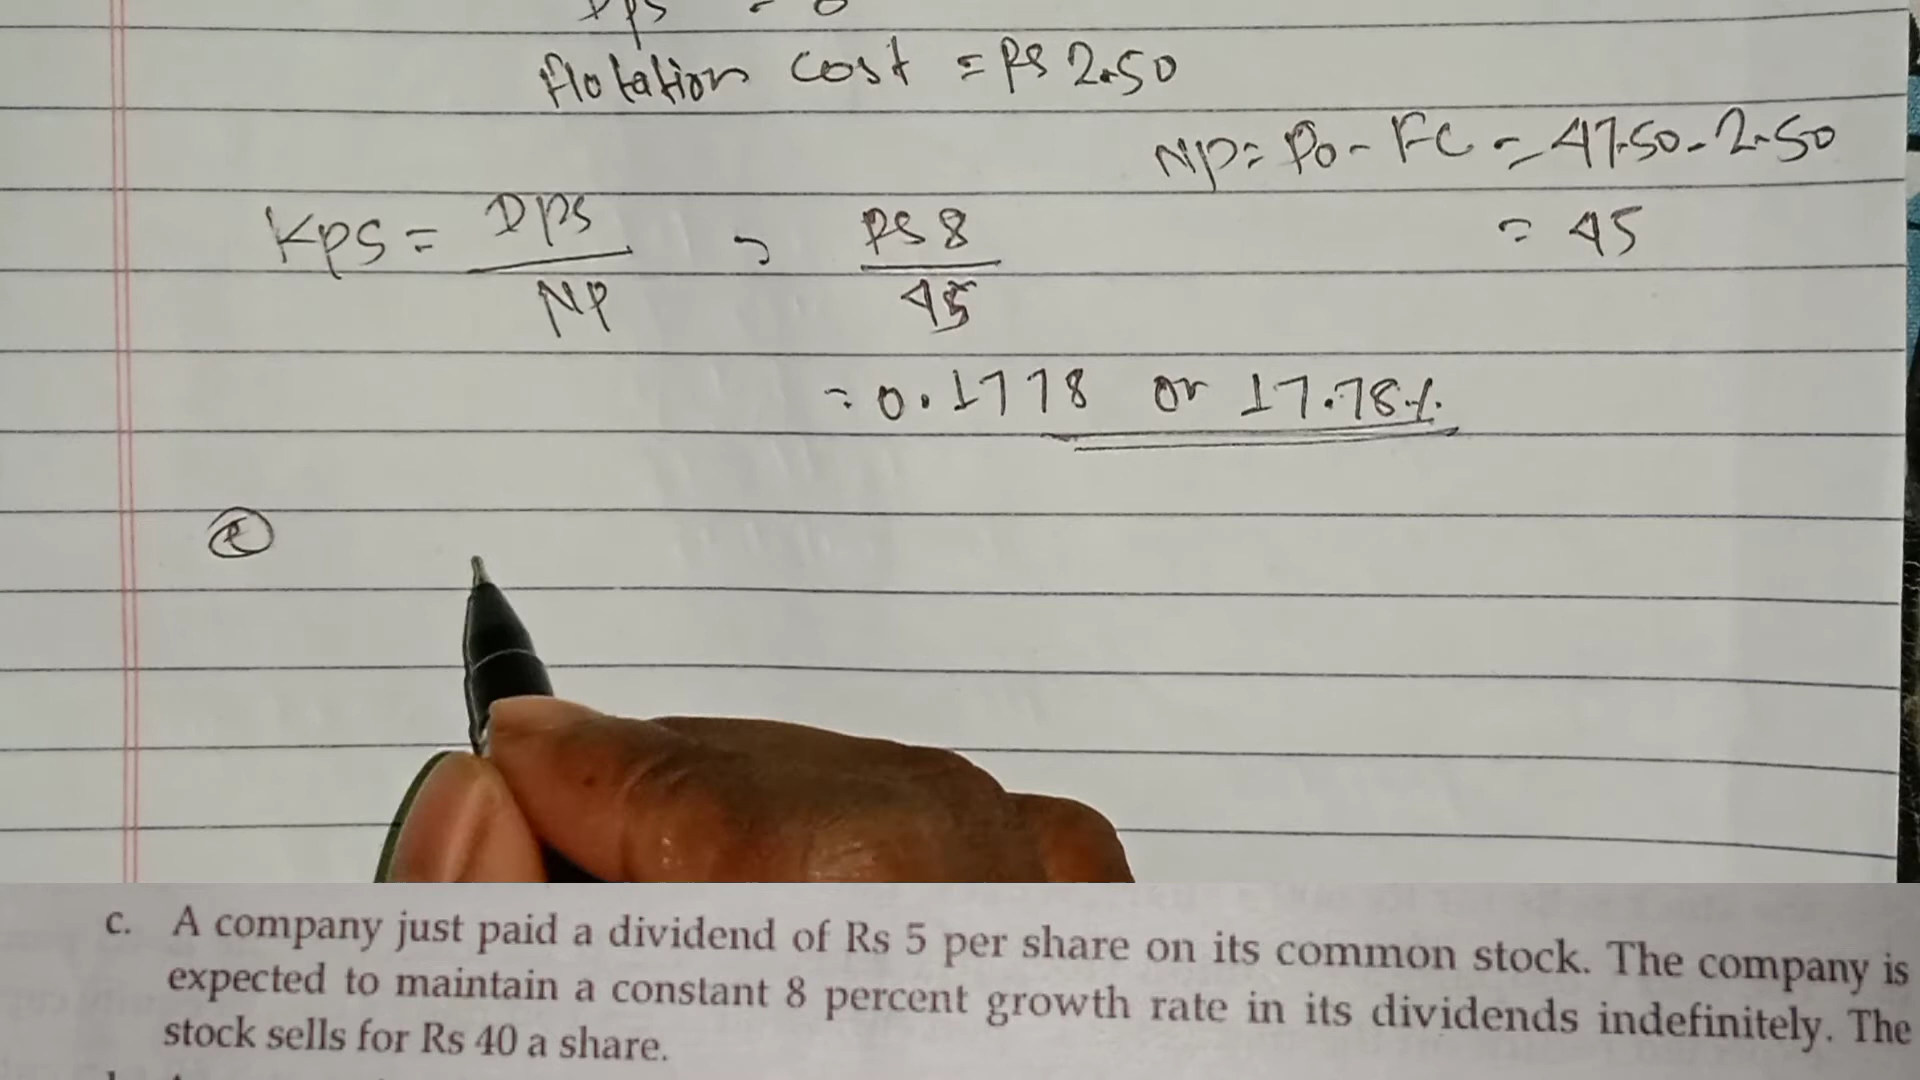 Dps = 8
flotation cost = Rs 2.50
NP = Po - FC = 47.50 - 2.50
= 45
Kps = Dps / NP = Rs 8 / 45
= 0.1778 or 17.78%
c
c. A company just paid a dividend of Rs 5 per share on its common stock. The company is
expected to maintain a constant 8 percent growth rate in its dividends indefinitely. The
stock sells for Rs 40 a share.